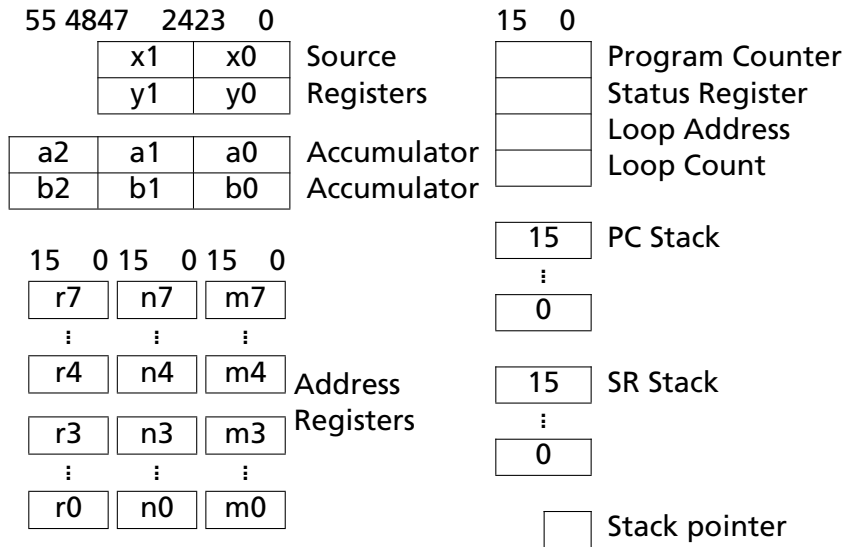 55 4847 2423 0
x1 x0 Source
y1 y0 Registers
a2 a1 a0 Accumulator
b2 b1 b0 Accumulator
15 0 15 0 15 0
r7 n7 m7
⋮ ⋮ ⋮
r4 n4 m4
Address
Registers
r3 n3 m3
⋮ ⋮ ⋮
r0 n0 m0
15 0
Program Counter
Status Register
Loop Address
Loop Count
15 PC Stack
⋮
0
15 SR Stack
⋮
0
Stack pointer